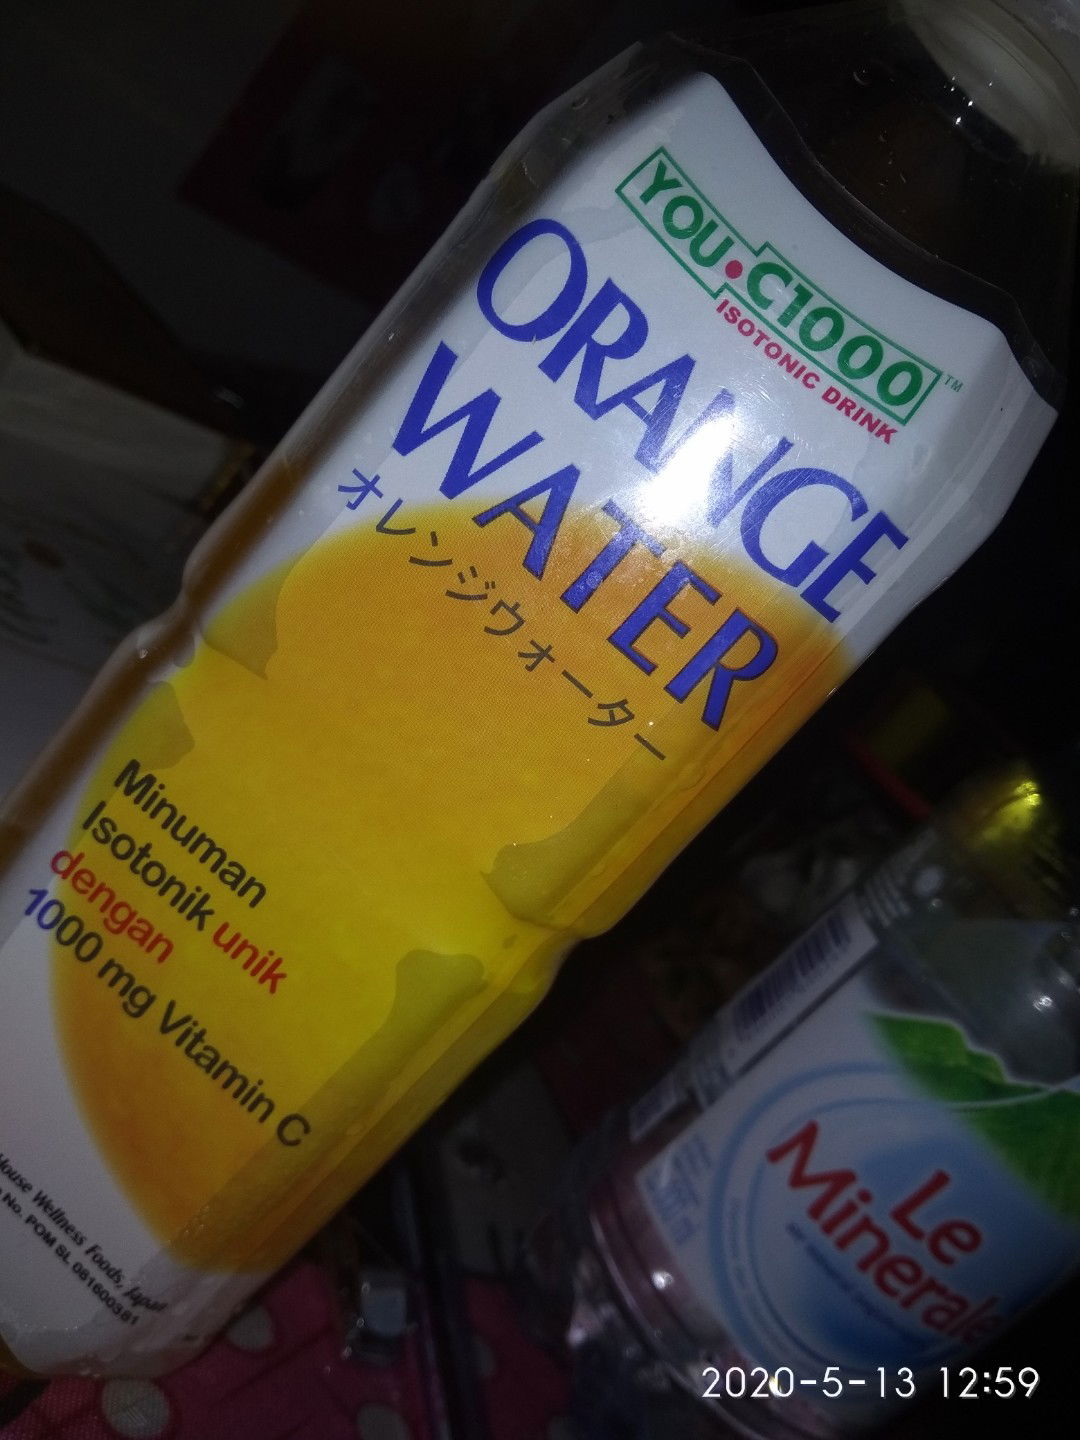 YOU•C1000™
ISOTONIC DRINK
ORANGE
WATER
オレンジウォーター
Minuman
Isotonik unik
dengan
1000 mg Vitamin C
House Wellness Foods, Japan
No. POM SL 081600381
Le
Minerale
2020-5-13 12:59